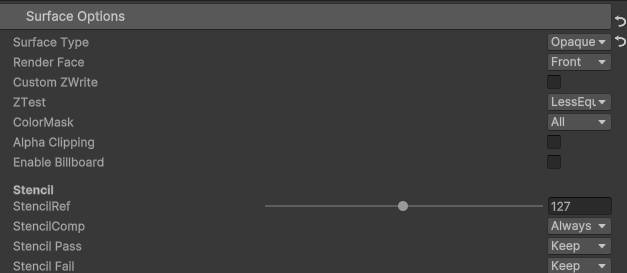 Surface Options
Surface Type Opaque
Render Face Front
Custom ZWrite
ZTest LessEqu
ColorMask All
Alpha Clipping
Enable Billboard
Stencil
StencilRef 127
StencilComp Always
Stencil Pass Keep
Stencil Fail Keep